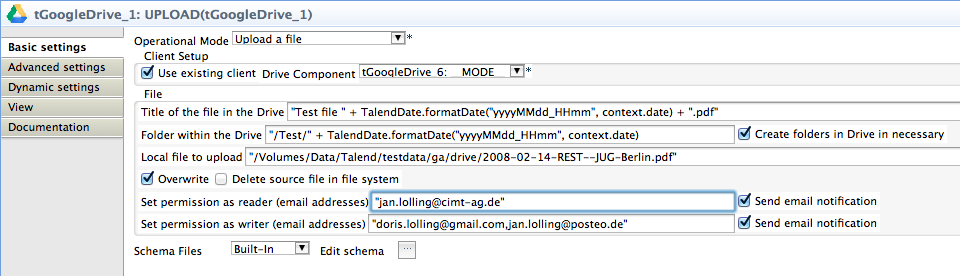 tGoogleDrive_1: UPLOAD(tGoogleDrive_1)
Basic settings
Advanced settings
Dynamic settings
View
Documentation
Operational Mode Upload a file *
Client Setup
Use existing client Drive Component tGoogleDrive_6: __MODE__ *
File
Title of the file in the Drive "Test file " + TalendDate.formatDate("yyyyMMdd_HHmm", context.date) + ".pdf"
Folder within the Drive "/Test/" + TalendDate.formatDate("yyyyMMdd_HHmm", context.date) Create folders in Drive in necessary
Local file to upload "/Volumes/Data/Talend/testdata/ga/drive/2008-02-14-REST--JUG-Berlin.pdf"
Overwrite Delete source file in file system
Set permission as reader (email addresses) "jan.lolling@cimt-ag.de" Send email notification
Set permission as writer (email addresses) "doris.lolling@gmail.com,jan.lolling@posteo.de" Send email notification
Schema Files Built-In Edit schema ...